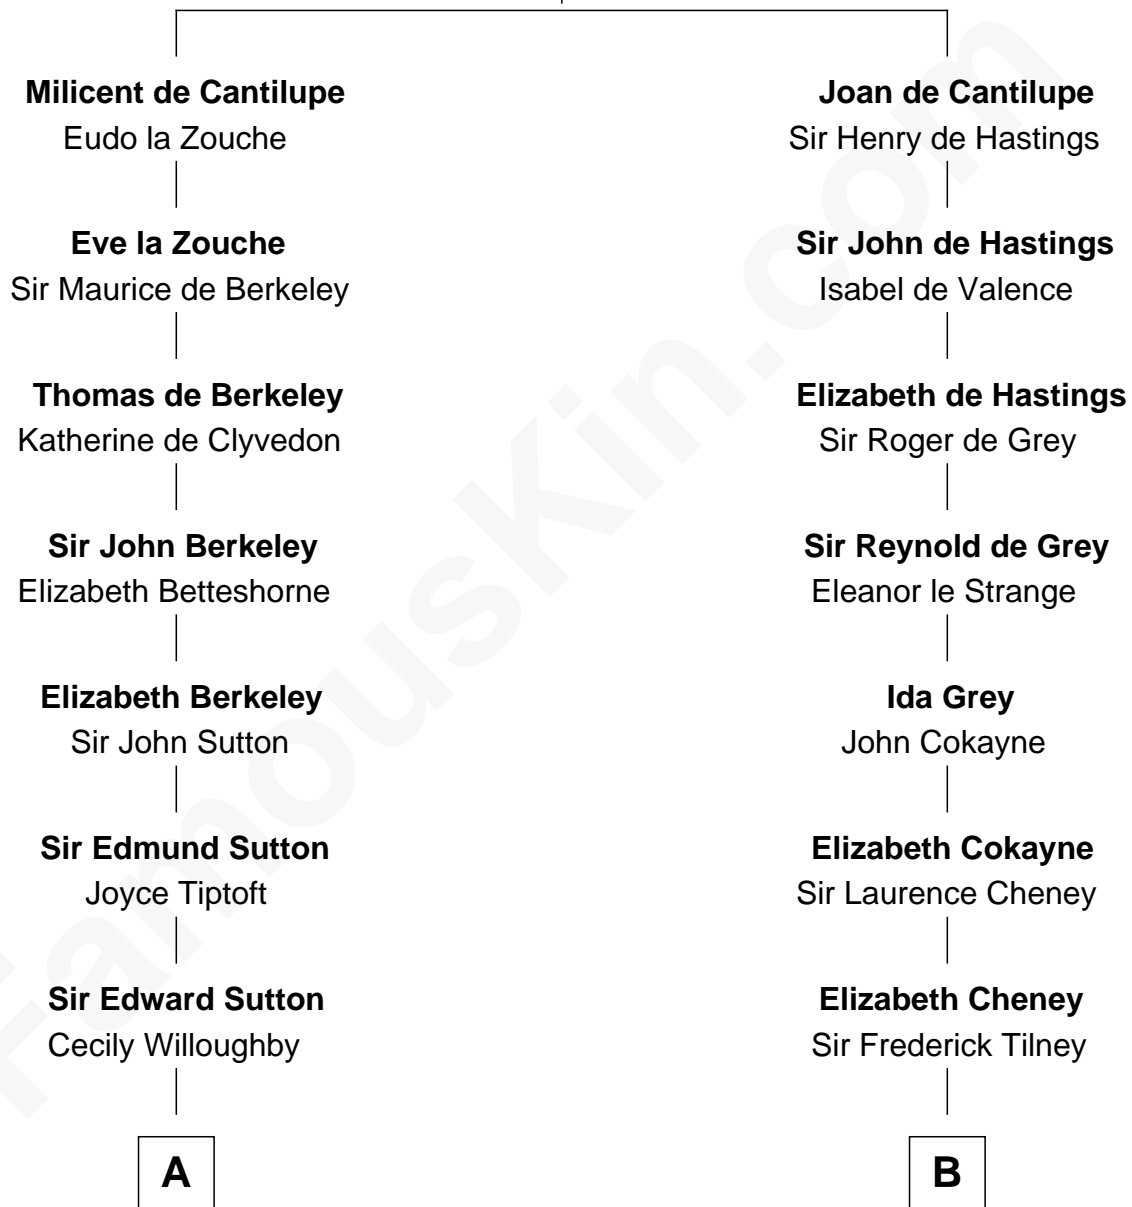 Milicent de Cantilupe
Eudo la Zouche
Joan de Cantilupe
Sir Henry de Hastings
Eve la Zouche
Sir Maurice de Berkeley
Sir John de Hastings
Isabel de Valence
Thomas de Berkeley
Katherine de Clyvedon
Elizabeth de Hastings
Sir Roger de Grey
Sir John Berkeley
Elizabeth Betteshorne
Sir Reynold de Grey
Eleanor le Strange
Elizabeth Berkeley
Sir John Sutton
Ida Grey
John Cokayne
Sir Edmund Sutton
Joyce Tiptoft
Elizabeth Cokayne
Sir Laurence Cheney
Sir Edward Sutton
Cecily Willoughby
Elizabeth Cheney
Sir Frederick Tilney
A
B
FamousKin.com